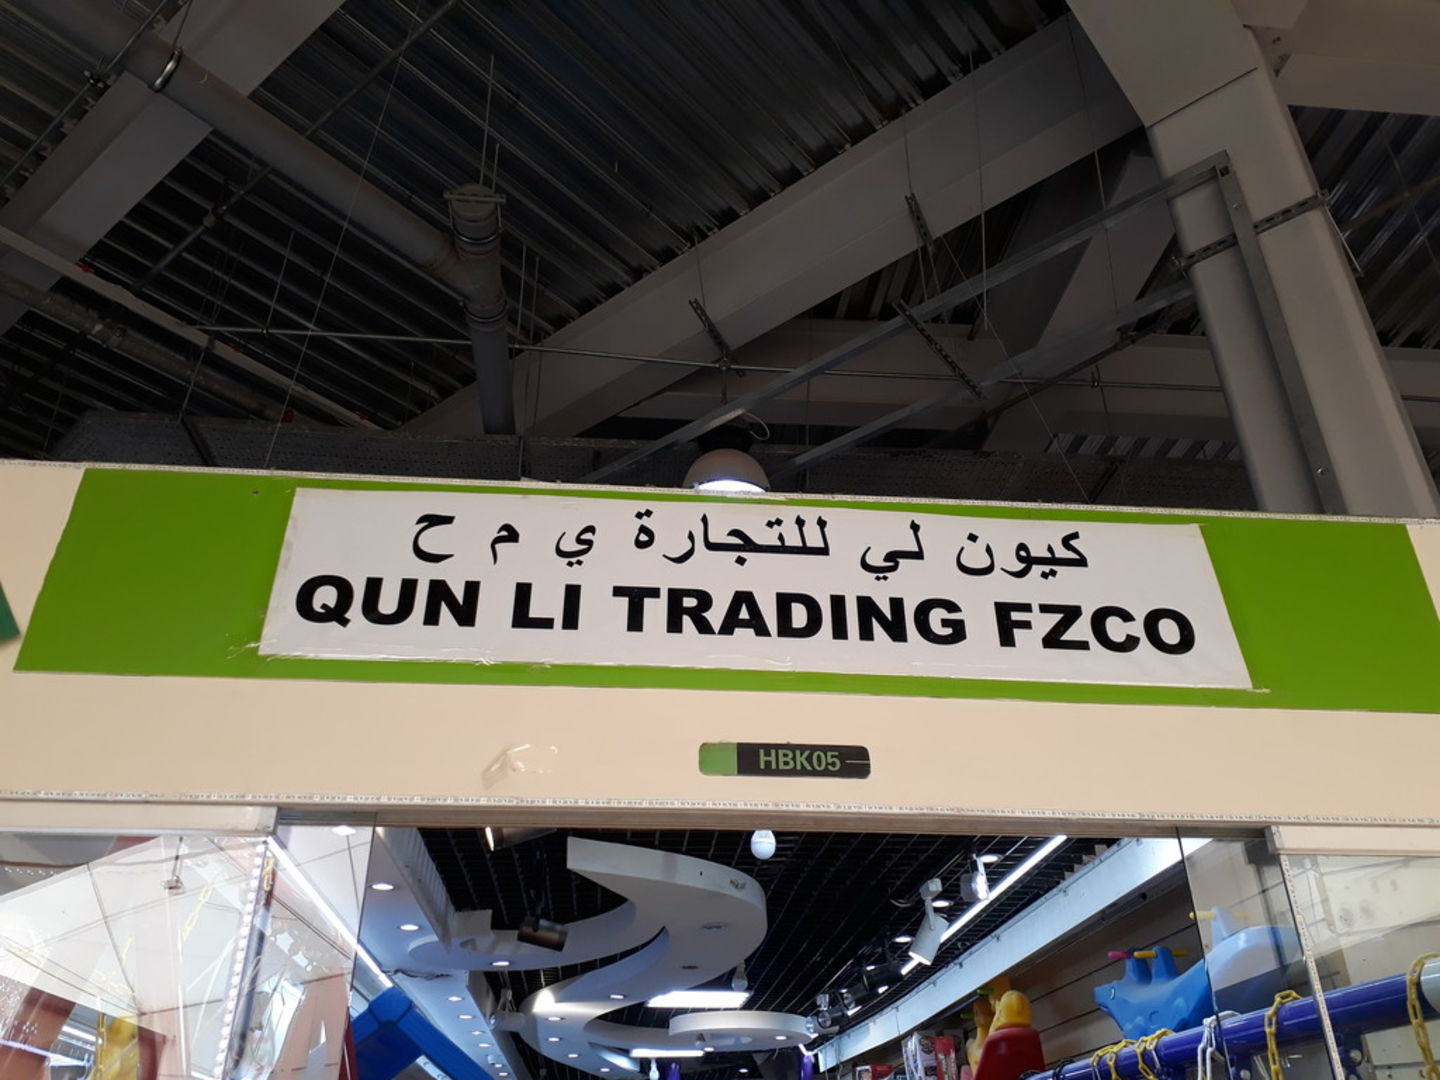 كيون لي للتجارة ي م ح
QUN LI TRADING FZCO
HBK05